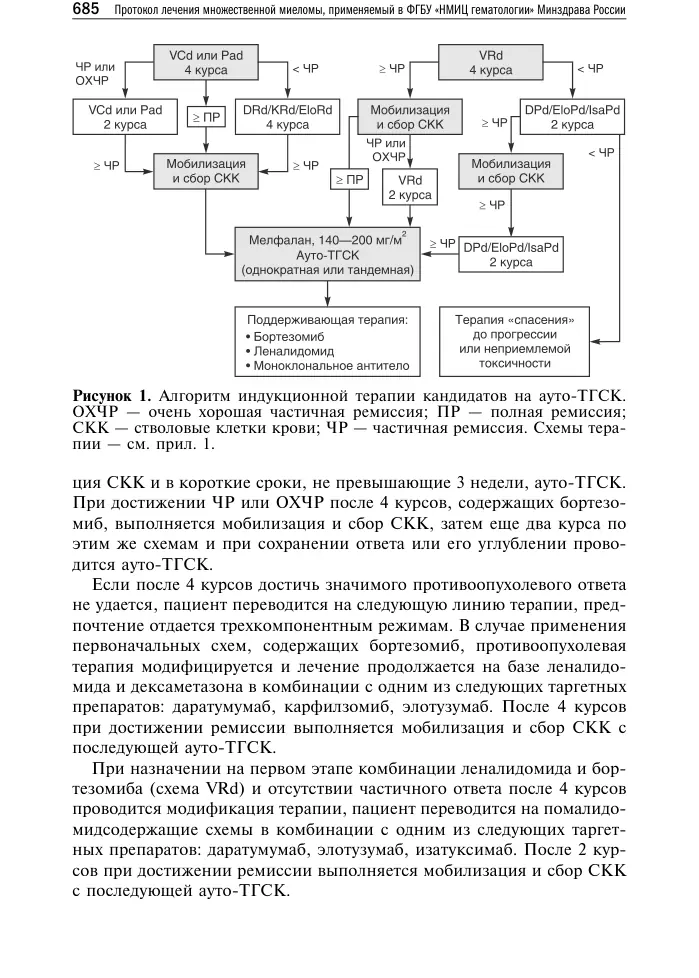 685 Протокол лечения множественной миеломы, применяемый в ФГБУ «НМИЦ гематологии» Минздрава России
VCd или Pad
4 курса
ЧР или
ОХЧР
< ЧР
VCd или Pad
2 курса
≥ ПР
DRd/KRd/EloRd
4 курса
≥ ЧР
Мобилизация
и сбор СКК
≥ ЧР
VRd
4 курса
≥ ЧР
< ЧР
Мобилизация
и сбор СКК
DPd/EloPd/IsaPd
2 курса
ЧР или
ОХЧР
≥ ЧР
< ЧР
≥ ПР
VRd
2 курса
Мобилизация
и сбор СКК
≥ ЧР
Мелфалан, 140—200 мг/м2
Ауто-ТГСК
(однократная или тандемная)
≥ ЧР
DPd/EloPd/IsaPd
2 курса
Поддерживающая терапия:
• Бортезомиб
• Леналидомид
• Моноклональное антитело
Терапия «спасения»
до прогрессии
или неприемлемой
токсичности
Рисунок 1. Алгоритм индукционной терапии кандидатов на ауто-ТГСК.
ОХЧР — очень хорошая частичная ремиссия; ПР — полная ремиссия;
СКК — стволовые клетки крови; ЧР — частичная ремиссия. Схемы тера-
пии — см. прил. 1.
ция СКК и в короткие сроки, не превышающие 3 недели, ауто-ТГСК.
При достижении ЧР или ОХЧР после 4 курсов, содержащих бортезо-
миб, выполняется мобилизация и сбор СКК, затем еще два курса по
этим же схемам и при сохранении ответа или его углублении прово-
дится ауто-ТГСК.
Если после 4 курсов достичь значимого противоопухолевого ответа
не удается, пациент переводится на следующую линию терапии, пред-
почтение отдается трехкомпонентным режимам. В случае применения
первоначальных схем, содержащих бортезомиб, противоопухолевая
терапия модифицируется и лечение продолжается на базе леналидо-
мида и дексаметазона в комбинации с одним из следующих таргетных
препаратов: даратумумаб, карфилзомиб, элотузумаб. После 4 курсов
при достижении ремиссии выполняется мобилизация и сбор СКК с
последующей ауто-ТГСК.
При назначении на первом этапе комбинации леналидомида и бор-
тезомиба (схема VRd) и отсутствии частичного ответа после 4 курсов
проводится модификация терапии, пациент переводится на помалидо-
мидсодержащие схемы в комбинации с одним из следующих таргет-
ных препаратов: даратумумаб, элотузумаб, изатуксимаб. После 2 кур-
сов при достижении ремиссии выполняется мобилизация и сбор СКК
с последующей ауто-ТГСК.